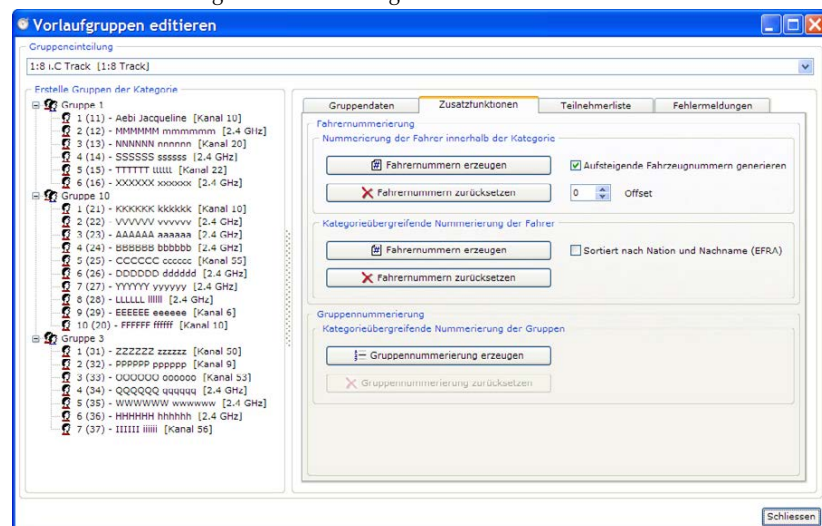 Vorlaufgruppen editieren
Gruppeneinteilung
1:8 I.C Track [1:8 Track]
Erstelle Gruppen der Kategorie
Gruppe 1
1 (11) - Aebi Jacqueline [Kanal 10]
2 (12) - MMMMMM mmmmmm [2.4 GHz]
3 (13) - NNNNNN nnnnnn [Kanal 20]
4 (14) - SSSSSS ssssss [2.4 GHz]
5 (15) - TTTTTT tttttt [Kanal 22]
6 (16) - XXXXXX xxxxxx [2.4 GHz]
Gruppe 10
1 (21) - KKKKKK kkkkkk [Kanal 10]
2 (22) - VVVVVV vvvvvv [2.4 GHz]
3 (23) - AAAAAA aaaaaa [2.4 GHz]
4 (24) - BBBBBB bbbbbb [2.4 GHz]
5 (25) - CCCCCC cccccc [Kanal 55]
6 (26) - DDDDDD dddddd [2.4 GHz]
7 (27) - YYYYYY yyyyyy [2.4 GHz]
8 (28) - LLLLLL llllll [2.4 GHz]
9 (29) - EEEEEE eeeeee [Kanal 6]
10 (20) - FFFFFF ffffff [Kanal 10]
Gruppe 3
1 (31) - ZZZZZZ zzzzzz [Kanal 50]
2 (32) - PPPPPP pppppp [Kanal 9]
3 (33) - OOOOOO oooooo [Kanal 53]
4 (34) - QQQQQQ qqqqqq [2.4 GHz]
5 (35) - WWWWWW wwwwww [2.4 GHz]
6 (36) - HHHHHH hhhhhh [2.4 GHz]
7 (37) - IIIIII iiiiii [Kanal 56]
Gruppendaten
Zusatzfunktionen
Teilnehmerliste
Fehlermeldungen
Fahrernummerierung
Nummerierung der Fahrer innerhalb der Kategorie
Fahrernummern erzeugen
Aufsteigende Fahrzeugnummern generieren
Fahrernummern zurücksetzen
0 Offset
Kategorieübergreifende Nummerierung der Fahrer
Fahrernummern erzeugen
Sortiert nach Nation und Nachname (EFRA)
Fahrernummern zurücksetzen
Gruppennummerierung
Kategorieübergreifende Nummerierung der Gruppen
Gruppennummerierung erzeugen
Gruppennummerierung zurücksetzen
Schliessen